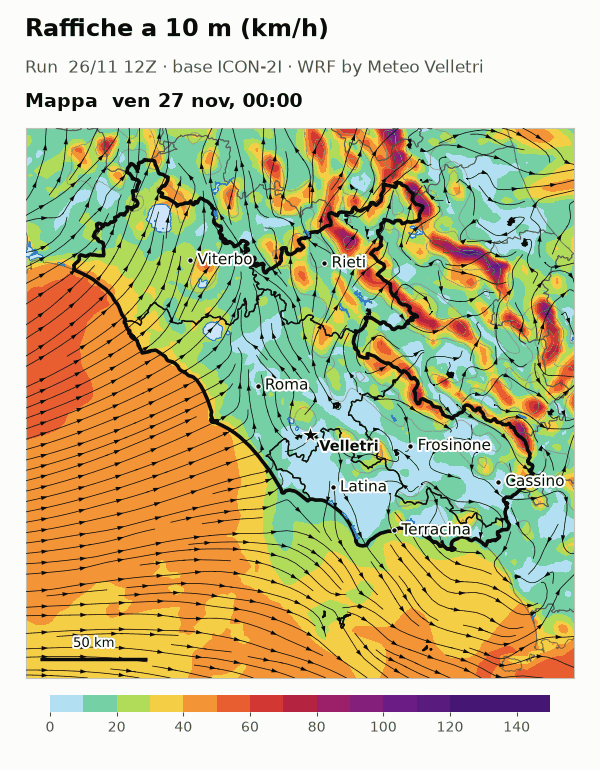 Raffiche a 10 m (km/h)
Run  26/11 12Z · base ICON-2I · WRF by Meteo Velletri
Mappa  ven 27 nov, 00:00
Viterbo
Rieti
Roma
Velletri
Frosinone
Latina
Cassino
Terracina
50 km
0 20 40 60 80 100 120 140